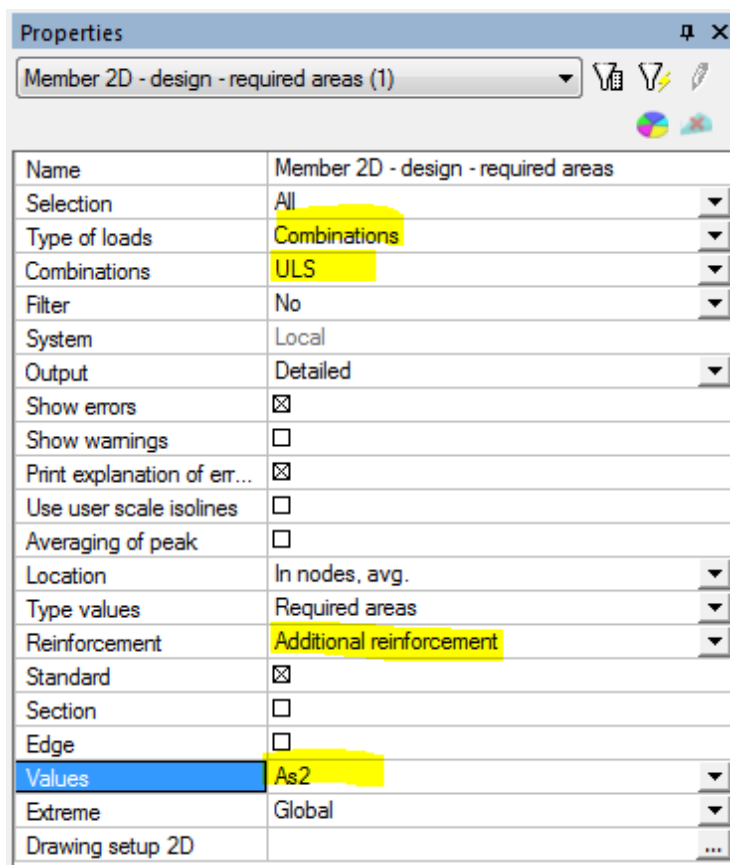 Properties
Member 2D - design - required areas (1)
Name Member 2D - design - required areas
Selection All
Type of loads Combinations
Combinations ULS
Filter No
System Local
Output Detailed
Show errors
Show warnings
Print explanation of err...
Use user scale isolines
Averaging of peak
Location In nodes, avg.
Type values Required areas
Reinforcement Additional reinforcement
Standard
Section
Edge
Values As2
Extreme Global
Drawing setup 2D ...